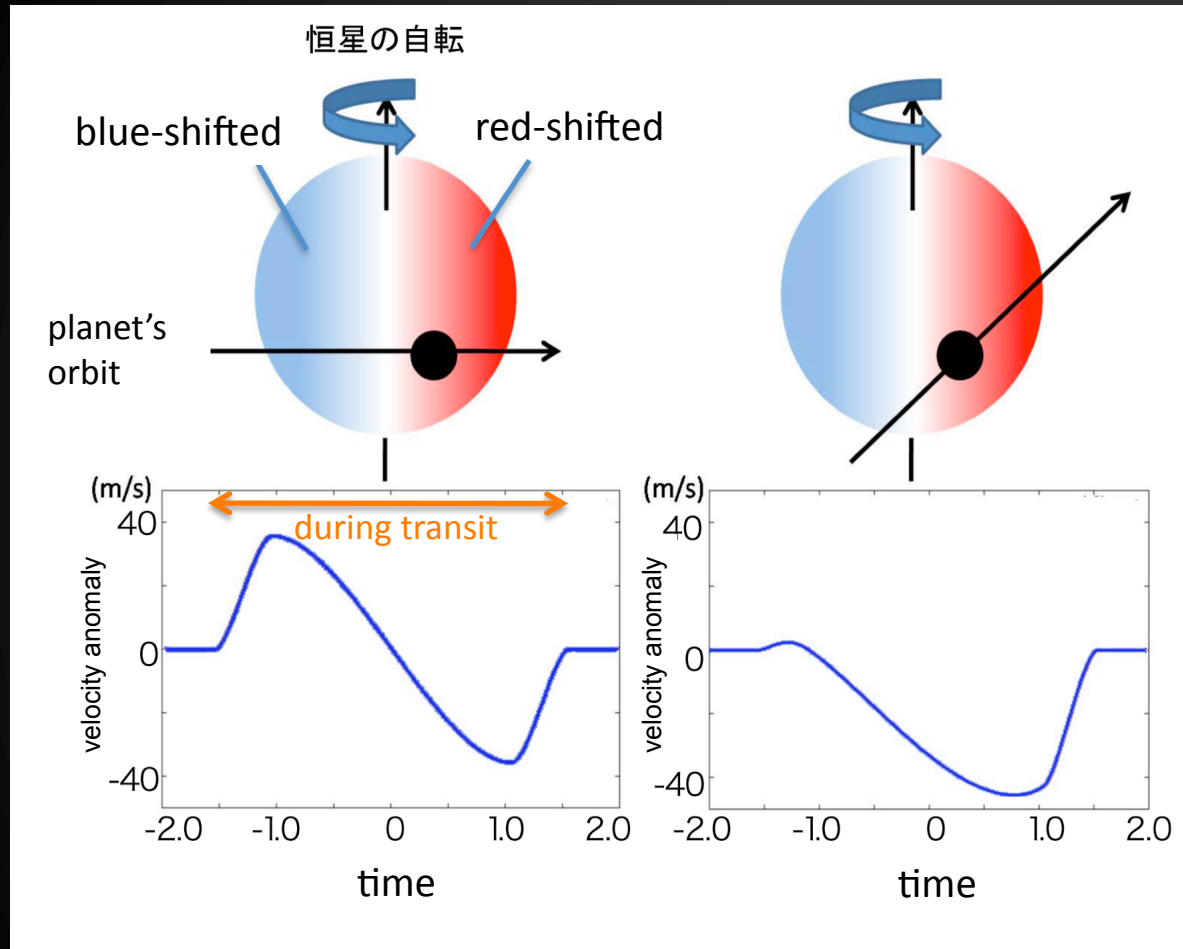 恒星の自転
blue-shifted
red-shifted
planet's
orbit
(m/s)
40
0
-40
velocity anomaly
during transit
-2.0 -1.0 0 1.0 2.0
time
(m/s)
40
0
-40
velocity anomaly
-2.0 -1.0 0 1.0 2.0
time